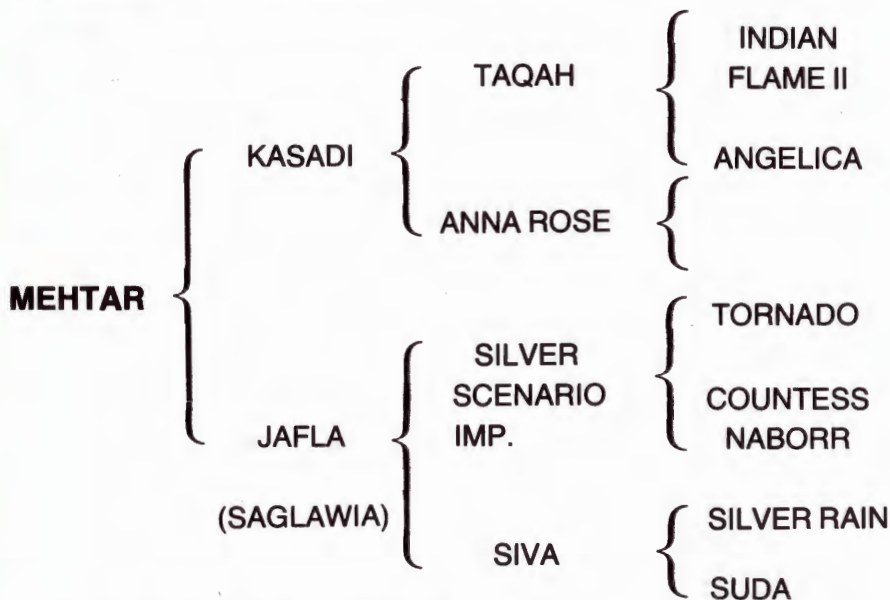 INDIAN
FLAME II
TAQAH
KASADI
ANGELICA
ANNA ROSE
MEHTAR
TORNADO
SILVER
SCENARIO
IMP.
COUNTESS
NABORR
JAFLA
(SAGLAWIA)
SILVER RAIN
SIVA
SUDA